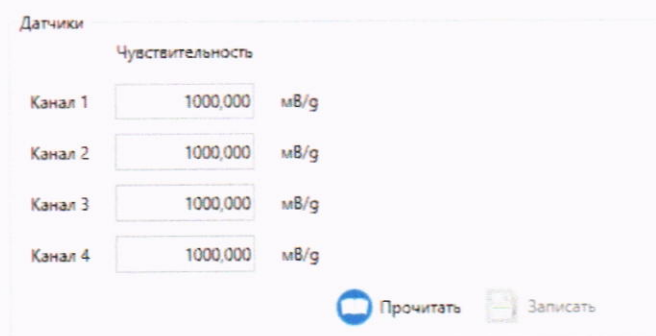 Датчики
Чувствительность
Канал 1 1000,000 мВ/g
Канал 2 1000,000 мВ/g
Канал 3 1000,000 мВ/g
Канал 4 1000,000 мВ/g
Прочитать Записать